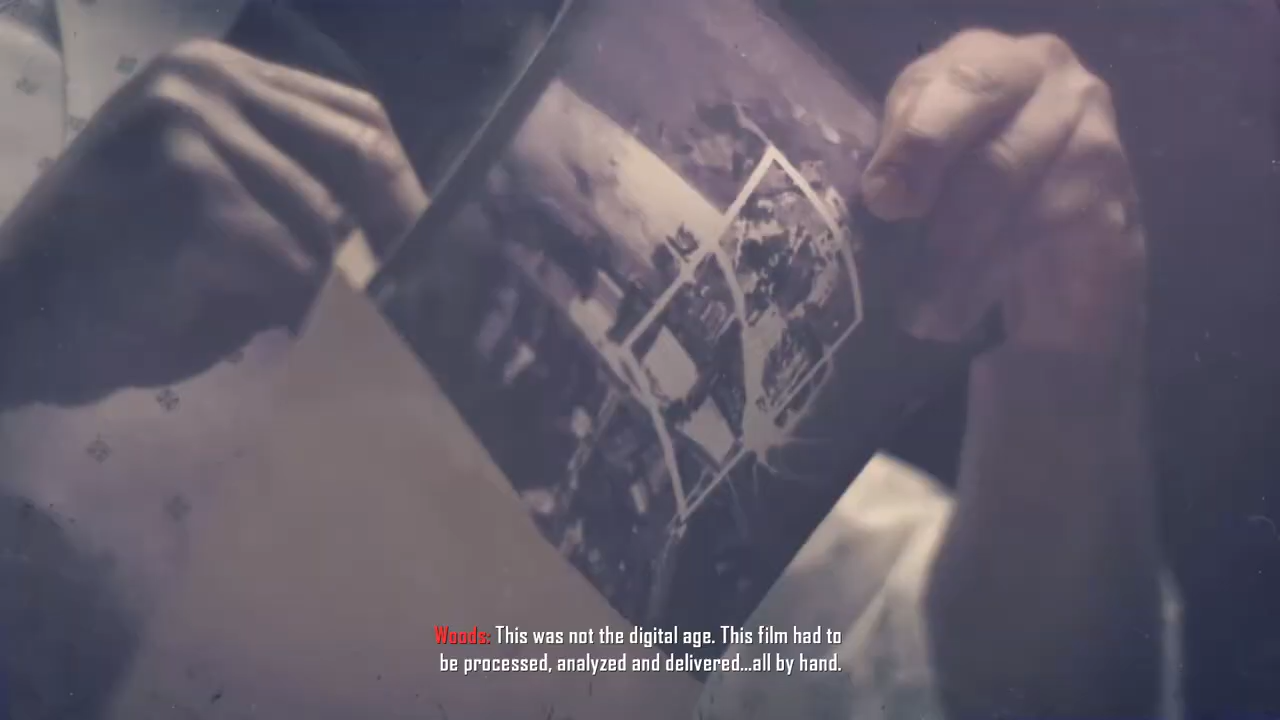 Woods: This was not the digital age. This film had to
be processed, analyzed and delivered...all by hand.